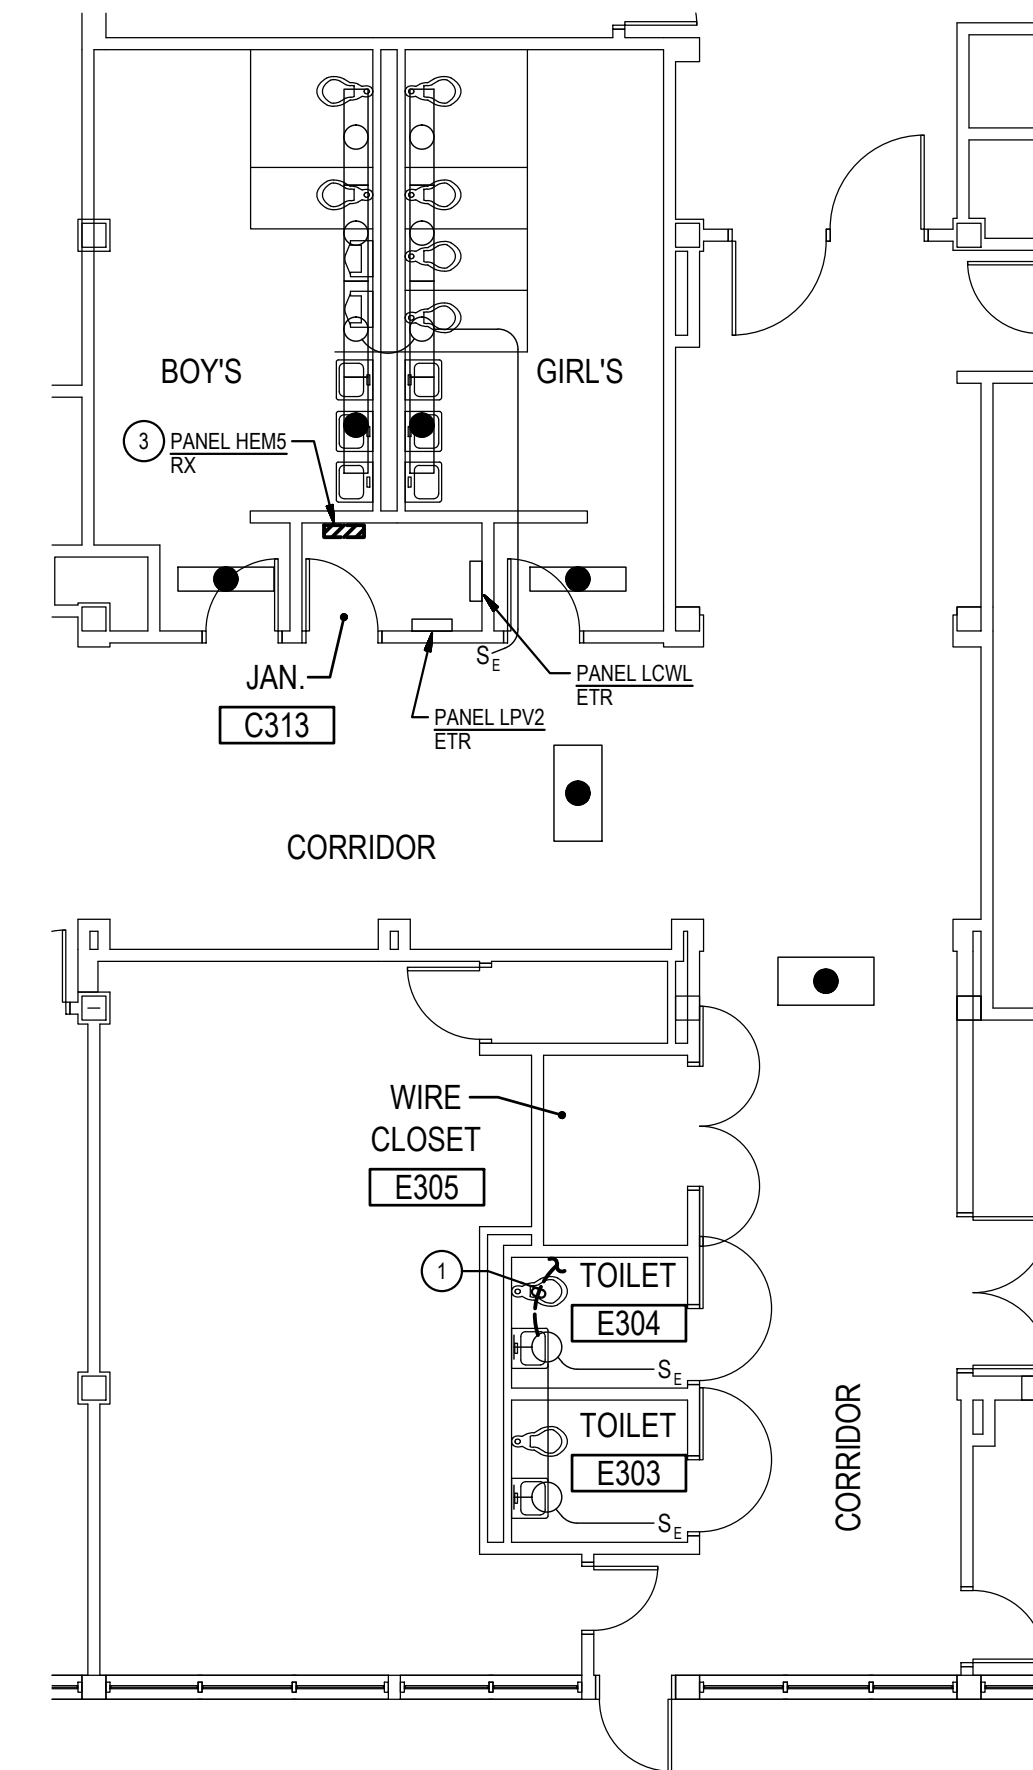 BOY'S
GIRL'S
3
PANEL HEM5
RX
JAN.
C313
SE
PANEL LCWL
ETR
PANEL LPV2
ETR
CORRIDOR
WIRE
CLOSET
E305
1
TOILET
E304
SE
TOILET
E303
SE
CORRIDOR